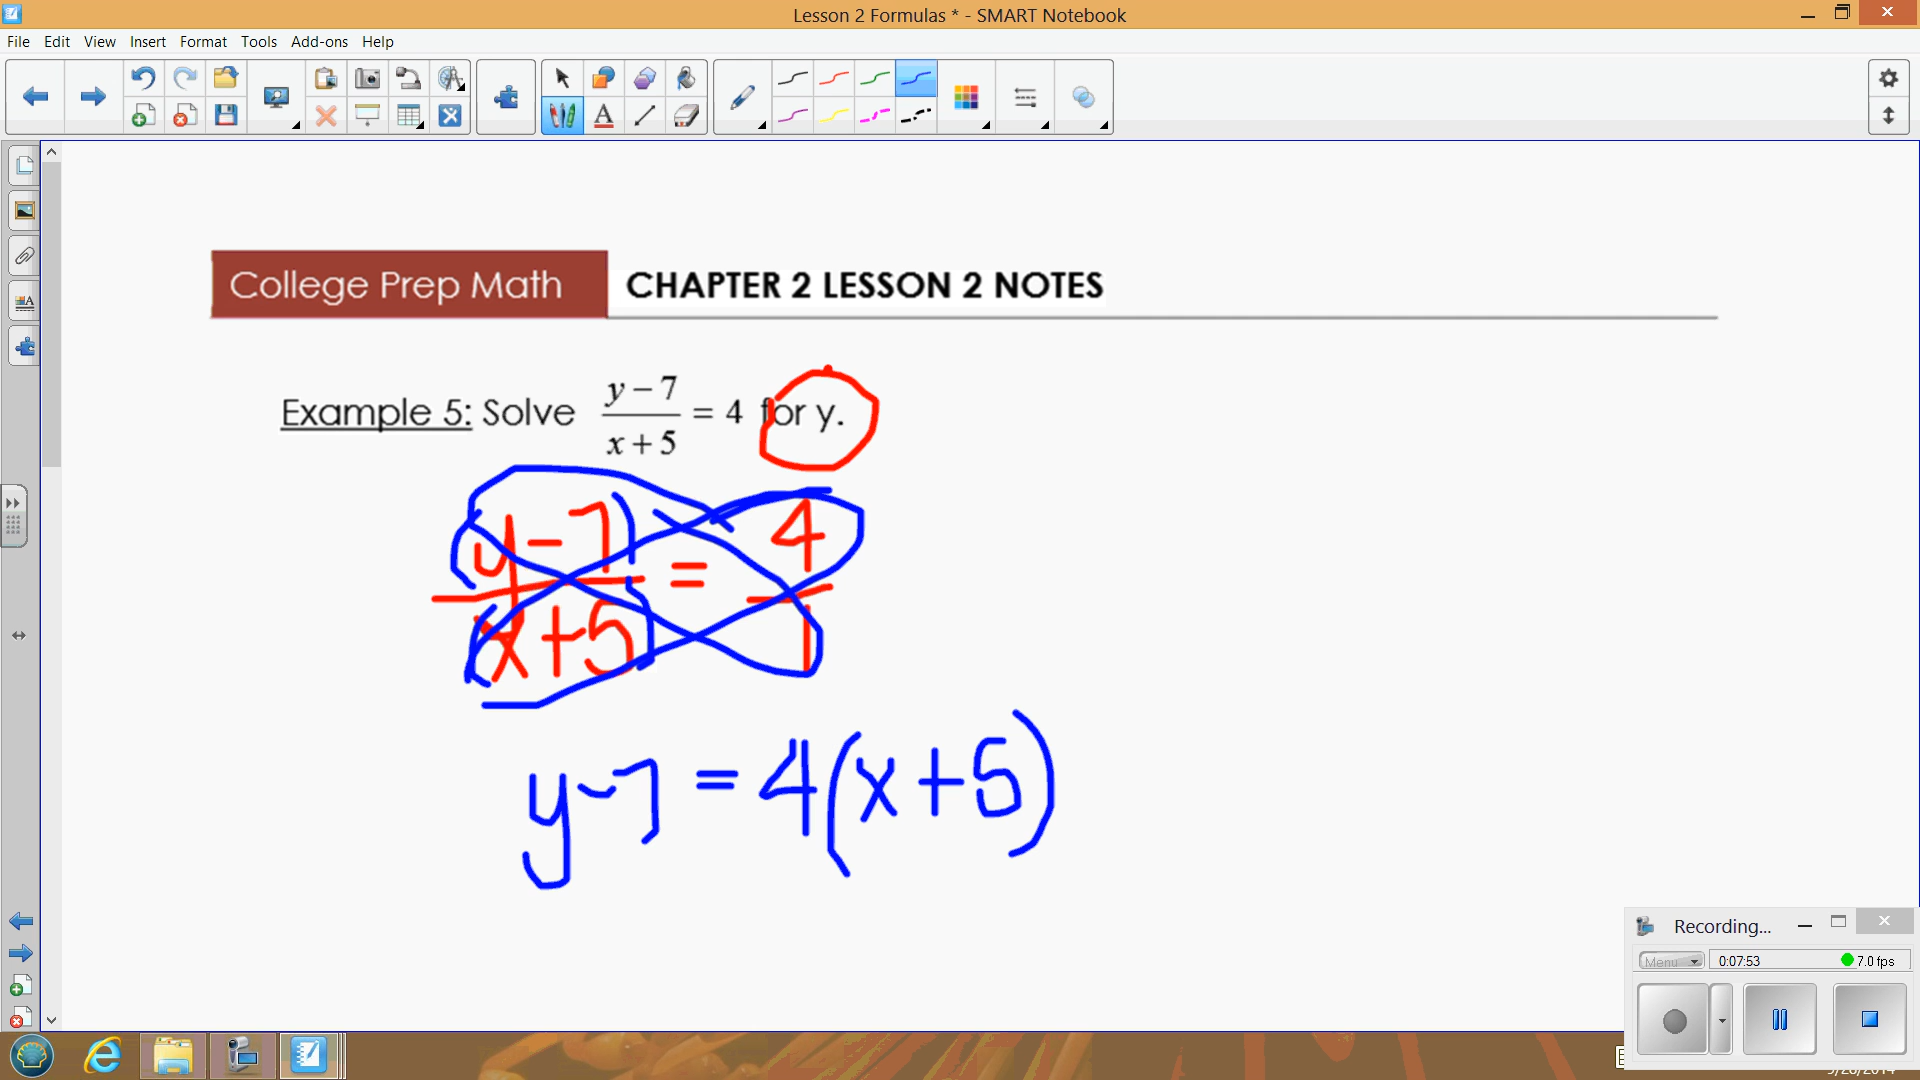 Lesson 2 Formulas * - SMART Notebook
File Edit View Insert Format Tools Add-ons Help
College Prep Math CHAPTER 2 LESSON 2 NOTES
Example 5: Solve y − 7 / x + 5 = 4 for y.
y − 7 = 4
x + 5 1
y − 7 = 4(x + 5)
Recording...
Menu 0:07:53 7.0 fps